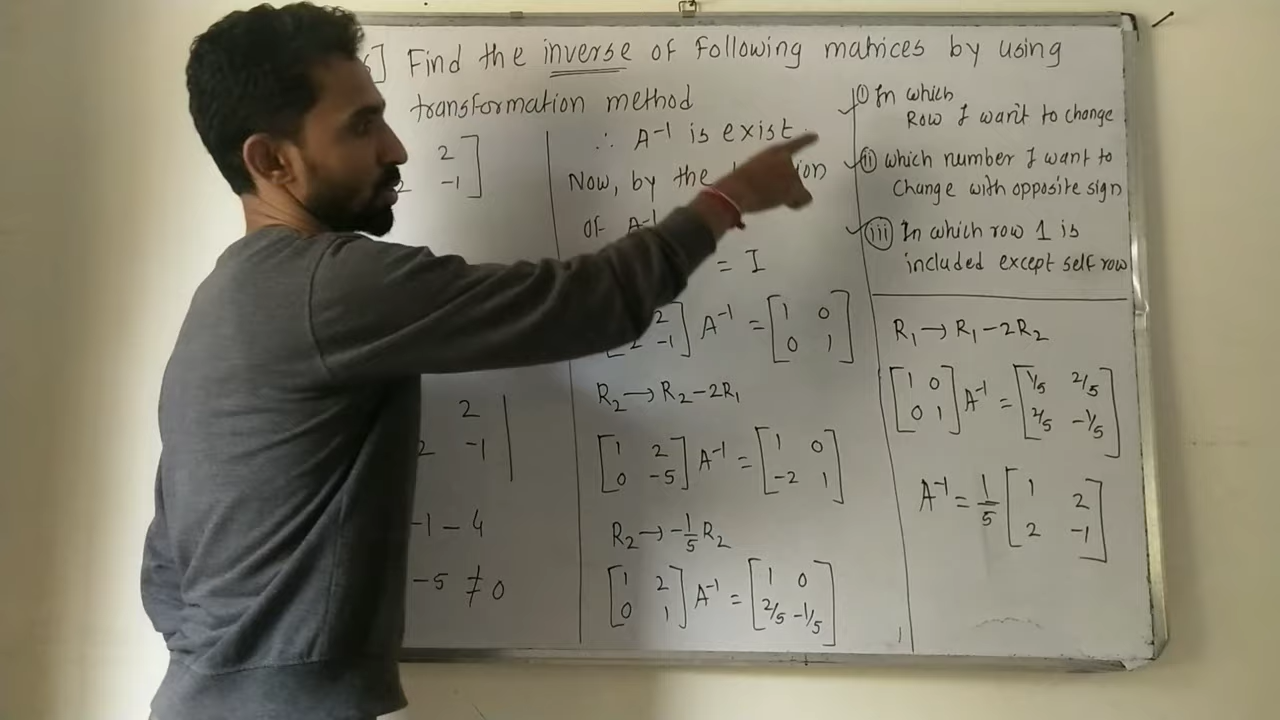 ] Find the inverse of following matrices by using
transformation method
2
-1
2
2 -1
-1 - 4
-5 ≠ 0
∴ A⁻¹ is exist.
Now, by the
of A⁻¹
= I
2
2 -1 ] A⁻¹ = [ 1 0
0 1 ]
R₂ → R₂-2R₁
[ 1 2
0 -5 ] A⁻¹ = [ 1 0
-2 1 ]
R₂ → -1/5 R₂
[ 1 2
0 1 ] A⁻¹ = [ 1 0
2/5 -1/5 ]
(i) In which
Row I want to change
(ii) which number I want to
change with opposite sign
(iii) In which row 1 is
included except self row
R₁ → R₁-2R₂
[ 1 0
0 1 ] A⁻¹ = [ 1/5 2/5
2/5 -1/5 ]
A⁻¹ = 1/5 [ 1 2
2 -1 ]